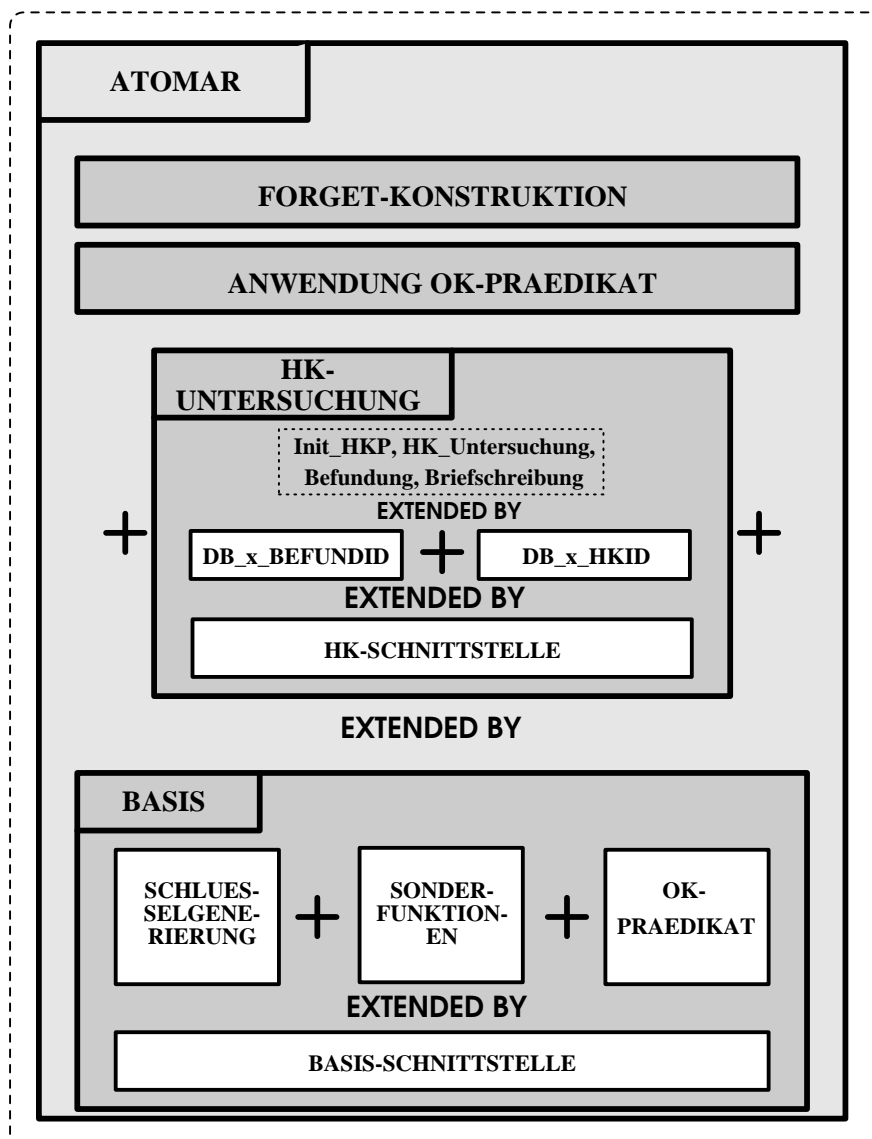 ATOMAR
FORGET-KONSTRUKTION
ANWENDUNG OK-PRAEDIKAT
HK-
UNTERSUCHUNG
Init_HKP, HK_Untersuchung,
Befundung, Briefschreibung
EXTENDED BY
+ DB_x_BEFUNDID + DB_x_HKID +
EXTENDED BY
HK-SCHNITTSTELLE
EXTENDED BY
BASIS
SCHLUES-
SELGENE-
RIERUNG
+
SONDER-
FUNKTION-
EN
+
OK-
PRAEDIKAT
EXTENDED BY
BASIS-SCHNITTSTELLE